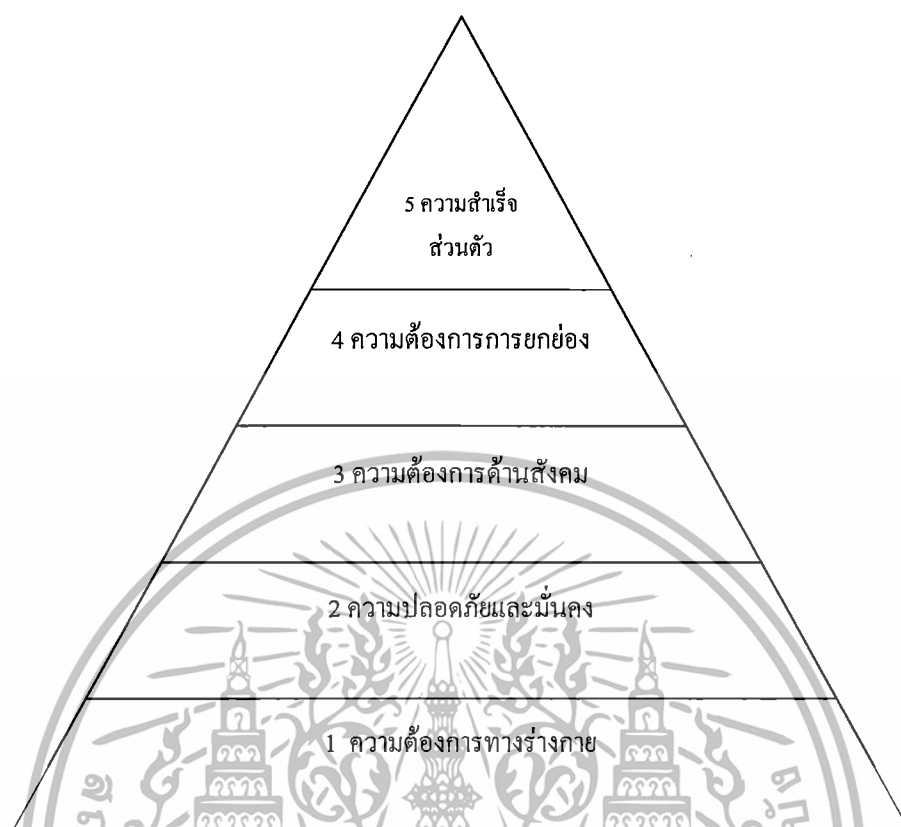 5 ความสำเร็จ
ส่วนตัว
4 ความต้องการการยกย่อง
3 ความต้องการด้านสังคม
2 ความปลอดภัยและมั่นคง
1 ความต้องการทางร่างกาย